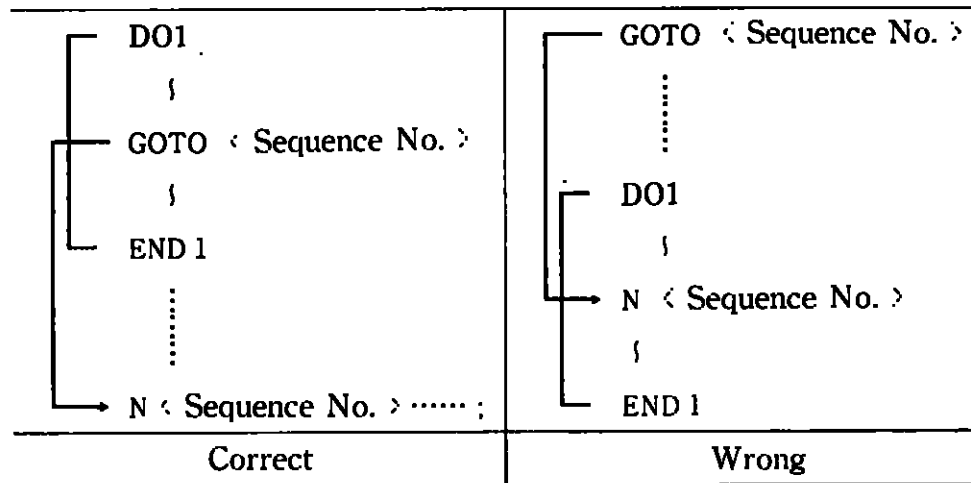 DO1
GOTO < Sequence No. >
END 1
N < Sequence No. > ······ ;
Correct
GOTO < Sequence No. >
DO1
N < Sequence No. >
END 1
Wrong